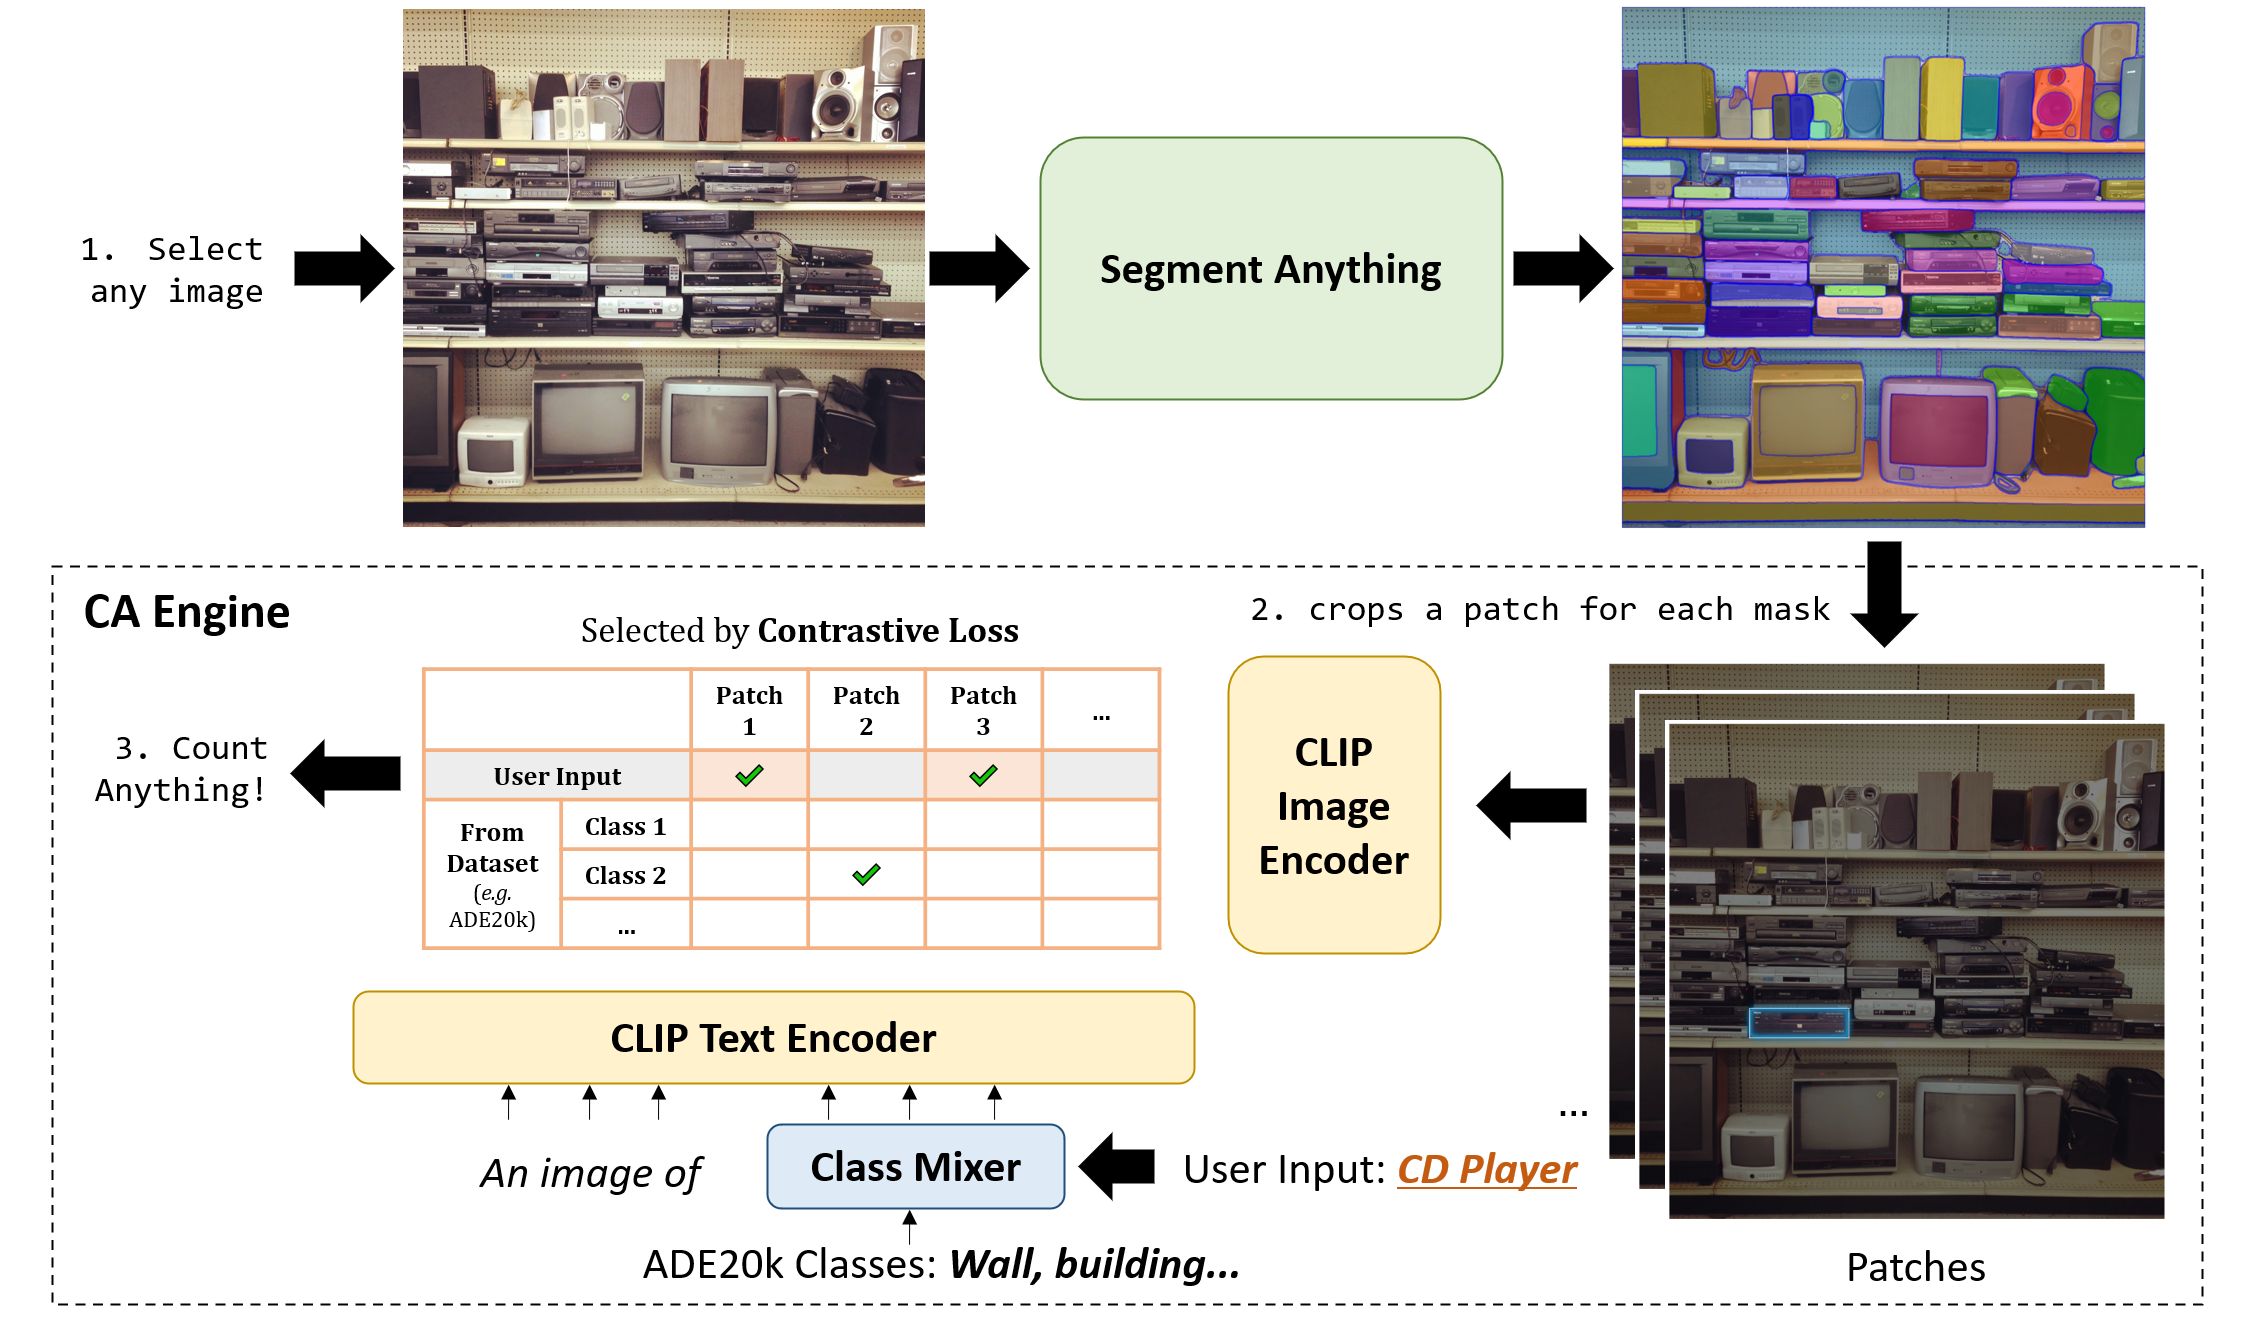 1. Select
any image
Segment Anything
CA Engine
2. crops a patch for each mask
Selected by Contrastive Loss
Patch
1
Patch
2
Patch
3
...
User Input
From
Dataset
(e.g.
ADE20k)
Class 1
Class 2
...
3. Count
Anything!
CLIP
Image
Encoder
CLIP Text Encoder
...
An image of
Class Mixer
User Input: CD Player
ADE20k Classes: Wall, building...
Patches